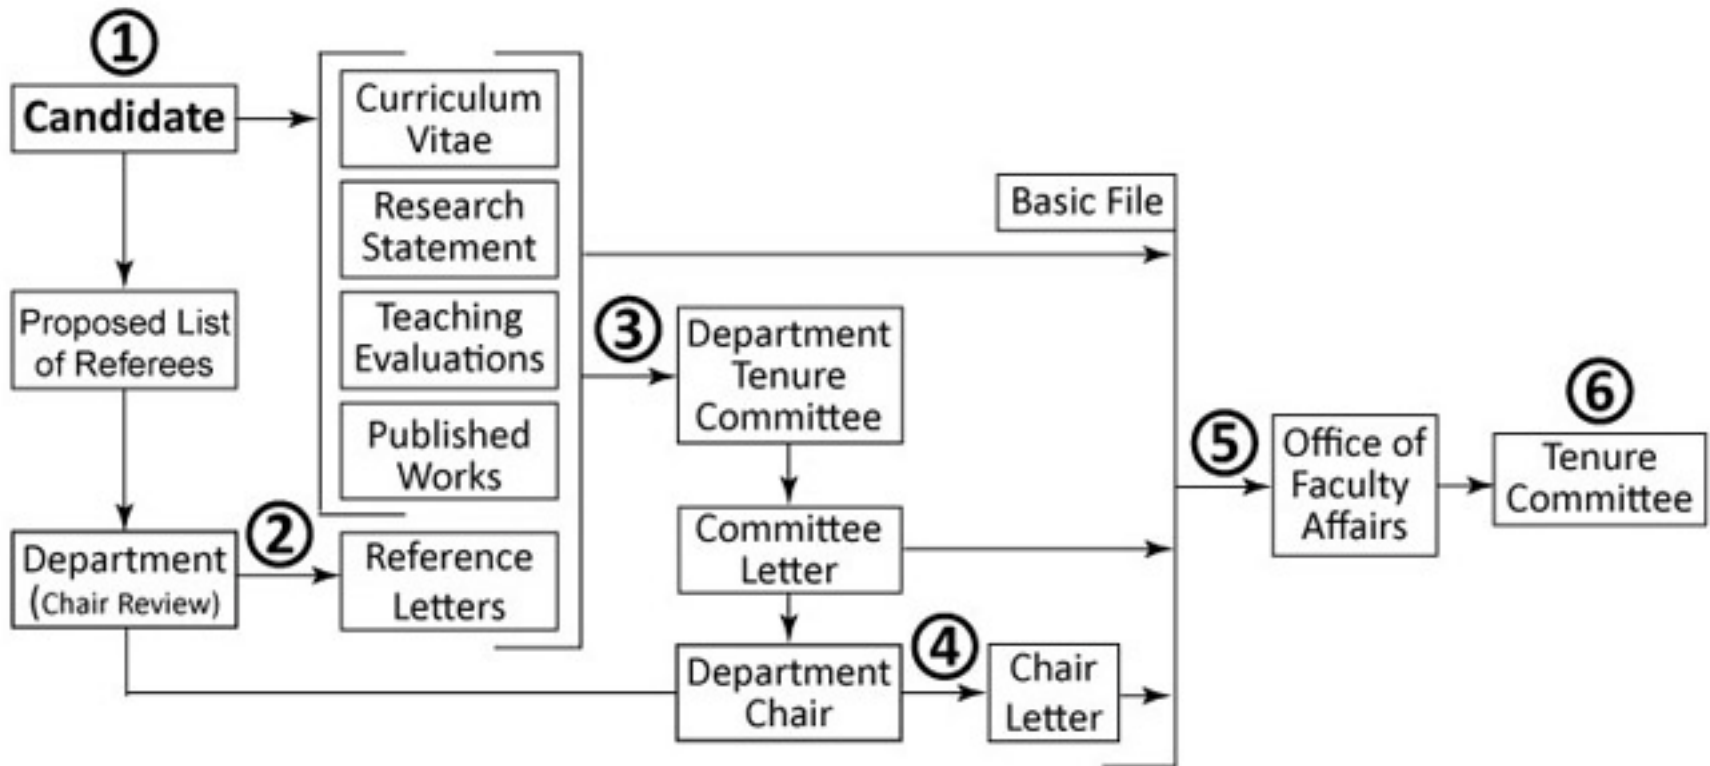 ①
Candidate
Proposed List
of Referees
Department
(Chair Review)
②
Curriculum
Vitae
Research
Statement
Teaching
Evaluations
Published
Works
Reference
Letters
③
Department
Tenure
Committee
Committee
Letter
Department
Chair
④
Chair
Letter
Basic File
⑤
Office of
Faculty
Affairs
⑥
Tenure
Committee